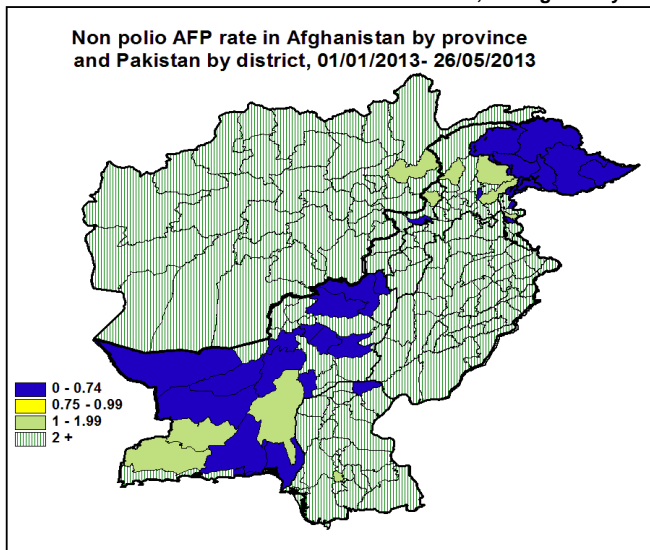 Non polio AFP rate in Afghanistan by province
and Pakistan by district, 01/01/2013- 26/05/2013
0 - 0.74
0.75 - 0.99
1 - 1.99
2 +